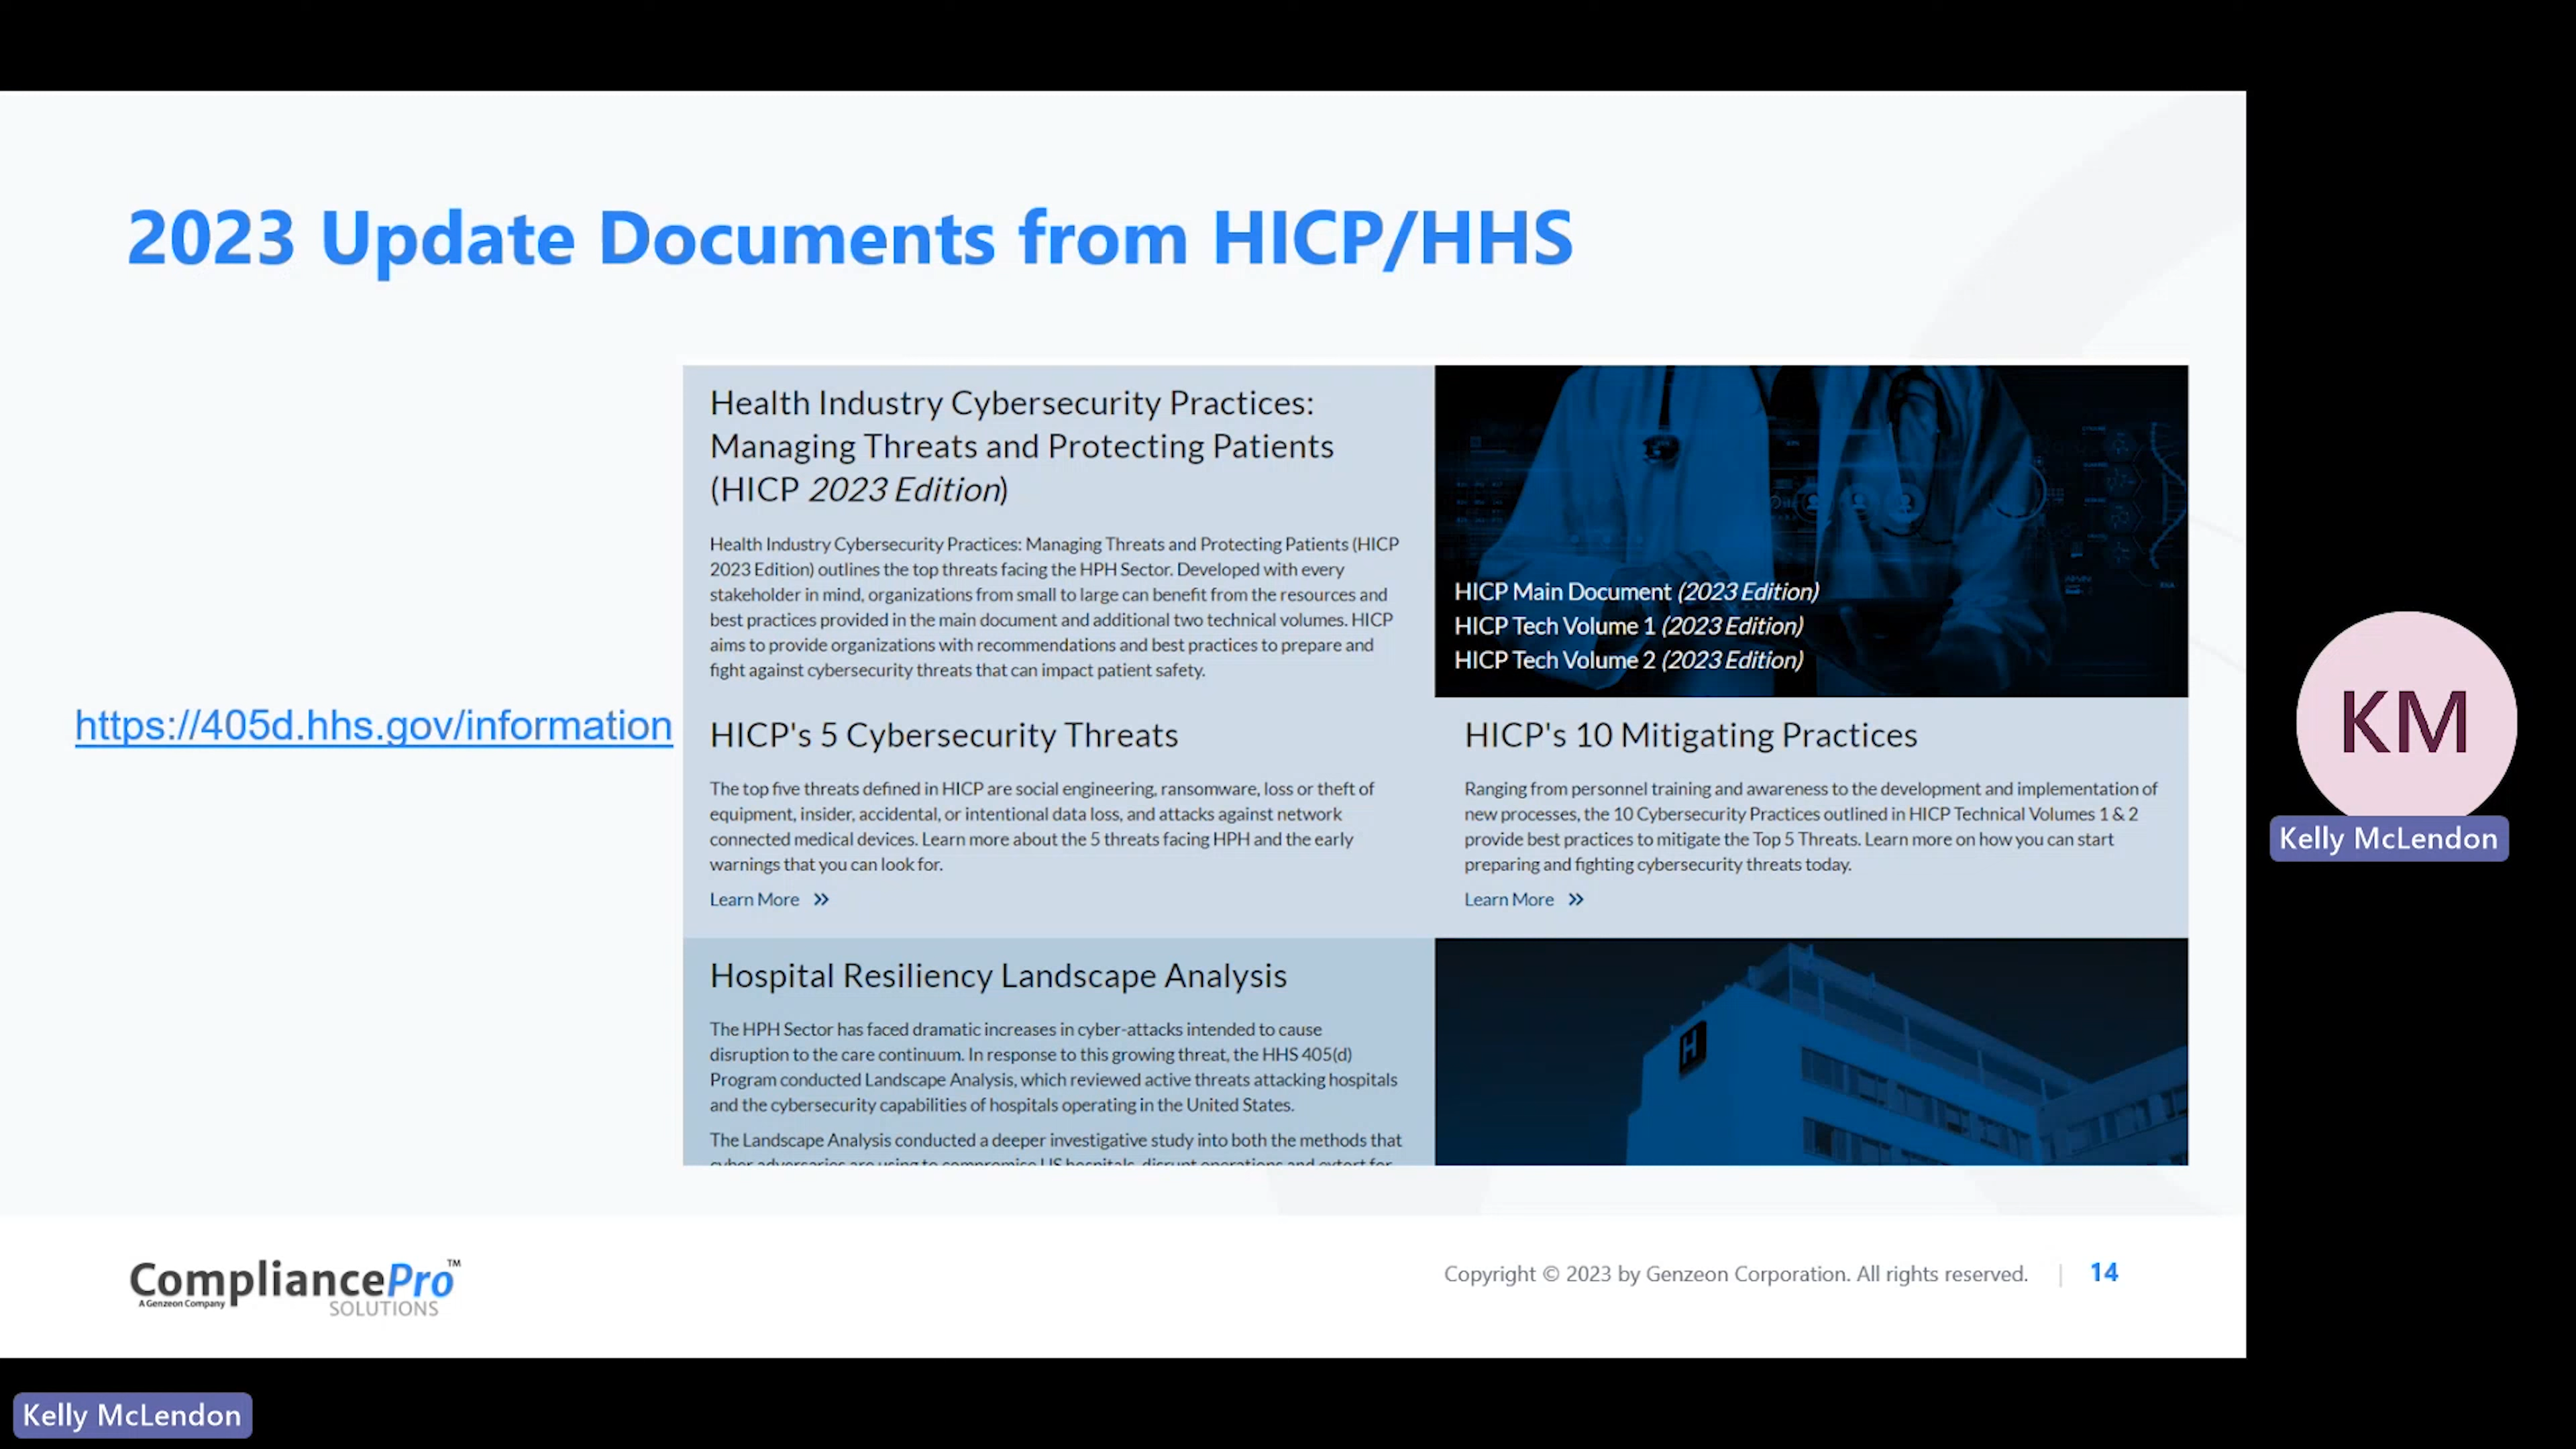 2023 Update Documents from HICP/HHS
https://405d.hhs.gov/information
Health Industry Cybersecurity Practices:
Managing Threats and Protecting Patients
(HICP 2023 Edition)
Health Industry Cybersecurity Practices: Managing Threats and Protecting Patients (HICP
2023 Edition) outlines the top threats facing the HPH Sector. Developed with every
stakeholder in mind, organizations from small to large can benefit from the resources and
best practices provided in the main document and additional two technical volumes. HICP
aims to provide organizations with recommendations and best practices to prepare and
fight against cybersecurity threats that can impact patient safety.
HICP Main Document (2023 Edition)
HICP Tech Volume 1 (2023 Edition)
HICP Tech Volume 2 (2023 Edition)
HICP's 5 Cybersecurity Threats
The top five threats defined in HICP are social engineering, ransomware, loss or theft of
equipment, insider, accidental, or intentional data loss, and attacks against network
connected medical devices. Learn more about the 5 threats facing HPH and the early
warnings that you can look for.
Learn More »
HICP's 10 Mitigating Practices
Ranging from personnel training and awareness to the development and implementation of
new processes, the 10 Cybersecurity Practices outlined in HICP Technical Volumes 1 & 2
provide best practices to mitigate the Top 5 Threats. Learn more on how you can start
preparing and fighting cybersecurity threats today.
Learn More »
Hospital Resiliency Landscape Analysis
The HPH Sector has faced dramatic increases in cyber-attacks intended to cause
disruption to the care continuum. In response to this growing threat, the HHS 405(d)
Program conducted Landscape Analysis, which reviewed active threats attacking hospitals
and the cybersecurity capabilities of hospitals operating in the United States.
The Landscape Analysis conducted a deeper investigative study into both the methods that
cyber adversaries are using to compromise US hospitals, disrupt operations and extort for
H
KM
Kelly McLendon
CompliancePro™
A Genzeon Company
SOLUTIONS
Copyright © 2023 by Genzeon Corporation. All rights reserved. | 14
Kelly McLendon